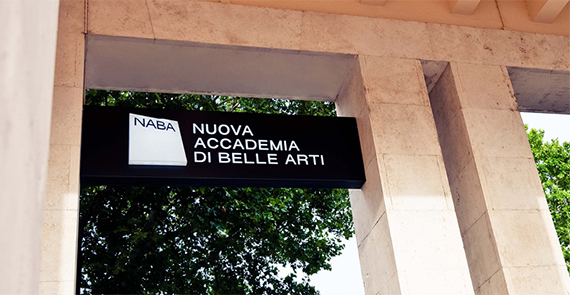 NABA
NUOVA
ACCADEMIA
DI BELLE ARTI